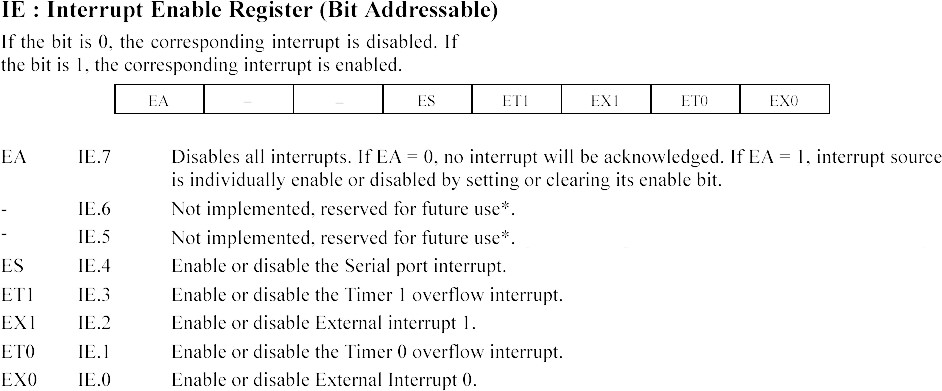 IE : Interrupt Enable Register (Bit Addressable)
If the bit is 0, the corresponding interrupt is disabled. If
the bit is 1, the corresponding interrupt is enabled.
EA – – ES ET1 EX1 ET0 EX0
EA IE.7 Disables all interrupts. If EA = 0, no interrupt will be acknowledged. If EA = 1, interrupt source
is individually enable or disabled by setting or clearing its enable bit.
- IE.6 Not implemented, reserved for future use*.
- IE.5 Not implemented, reserved for future use*.
ES IE.4 Enable or disable the Serial port interrupt.
ET1 IE.3 Enable or disable the Timer 1 overflow interrupt.
EX1 IE.2 Enable or disable External interrupt 1.
ET0 IE.1 Enable or disable the Timer 0 overflow interrupt.
EX0 IE.0 Enable or disable External Interrupt 0.